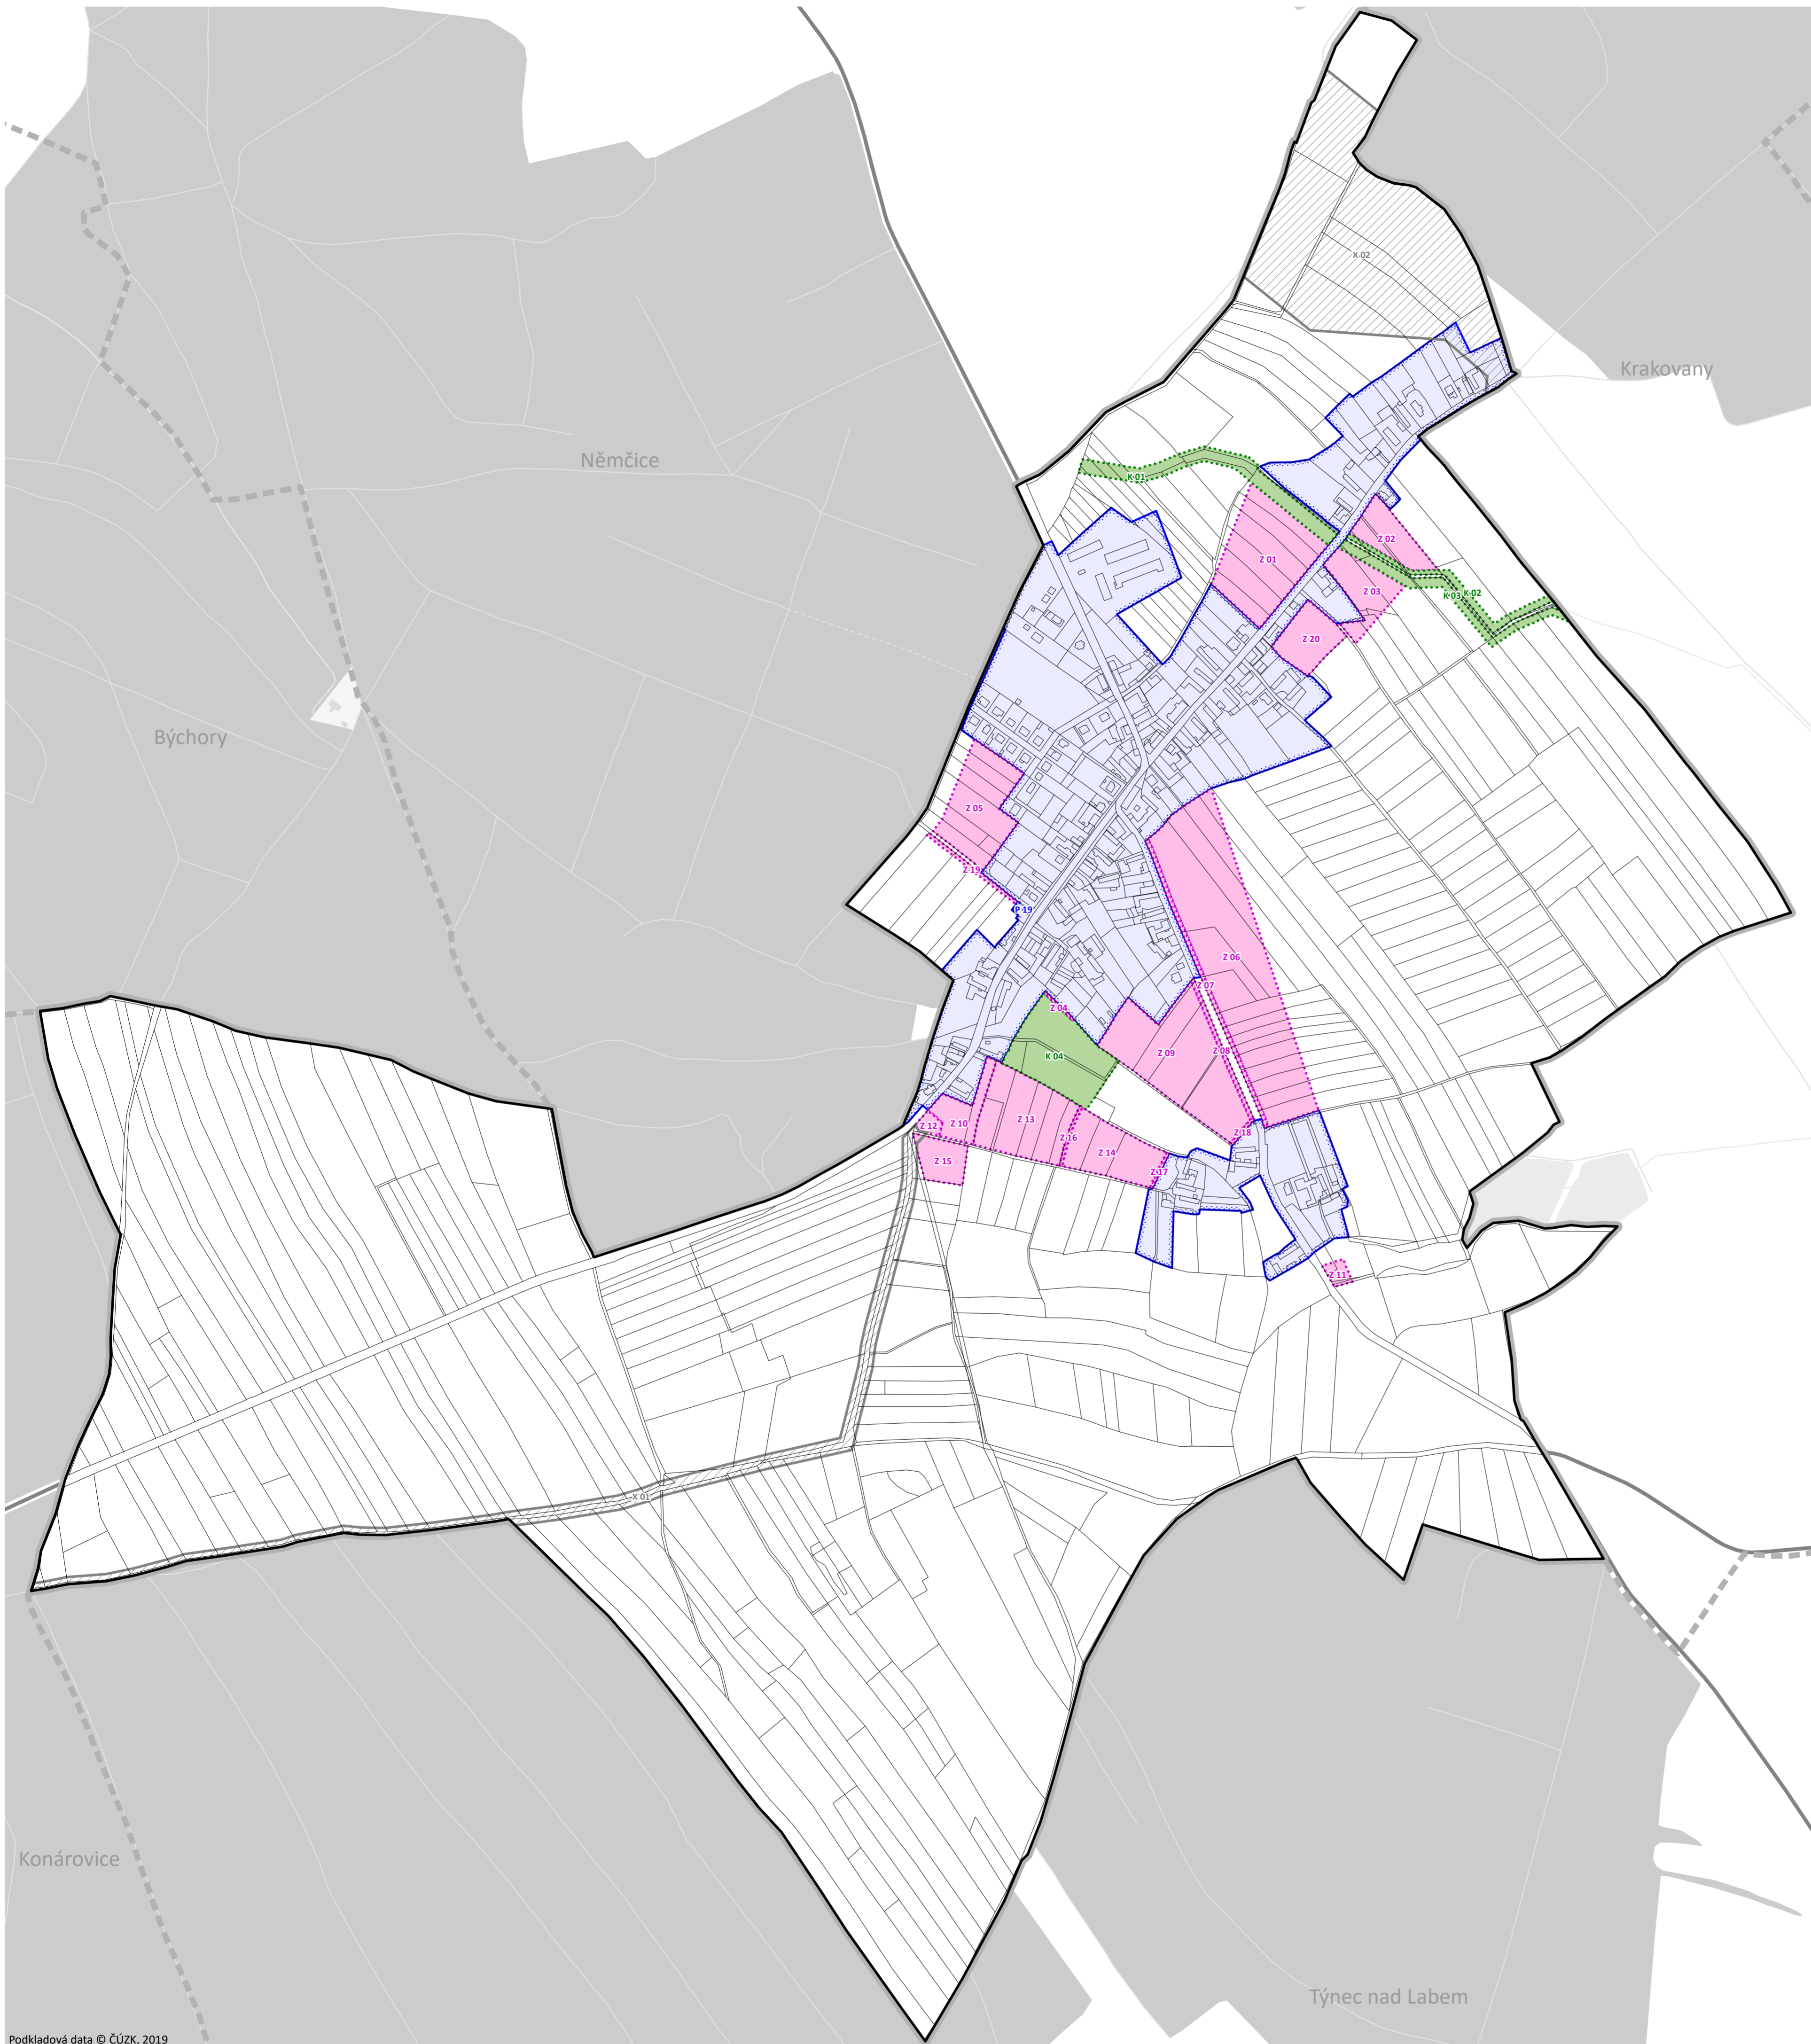 X 02
Krakovany
Němčice
K 01
Z 02
Z 01
Z 03
K 03
K 02
Z 20
Býchory
Z 05
Z 19
P 19
Z 06
Z 07
Z 04
Z 08
Z 09
K 04
Z 13
Z 10
Z 12
Z 18
Z 16
Z 14
Z 15
Z 17
Z 11
X 01
Konárovice
Týnec nad Labem
Podkladová data © ČÚZK, 2019